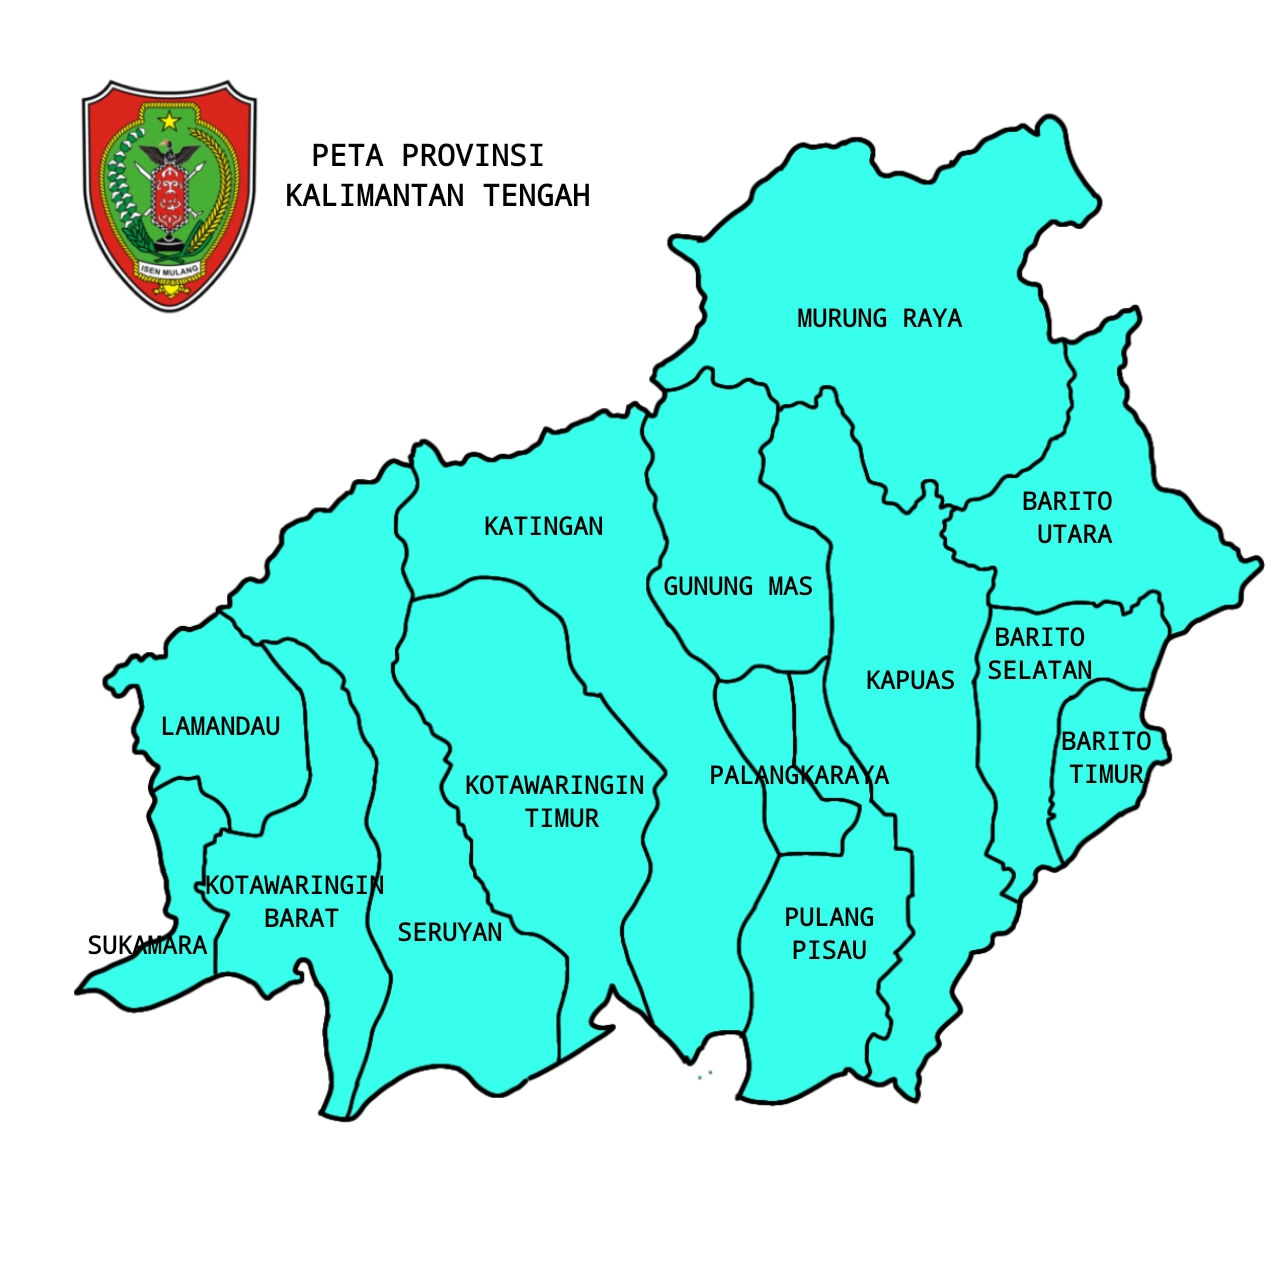 PETA PROVINSI
KALIMANTAN TENGAH
ISEN MULANG
MURUNG RAYA
BARITO
UTARA
KATINGAN
GUNUNG MAS
BARITO
SELATAN
KAPUAS
LAMANDAU
BARITO
TIMUR
PALANGKARAYA
KOTAWARINGIN
TIMUR
KOTAWARINGIN
BARAT
SERUYAN
PULANG
PISAU
SUKAMARA